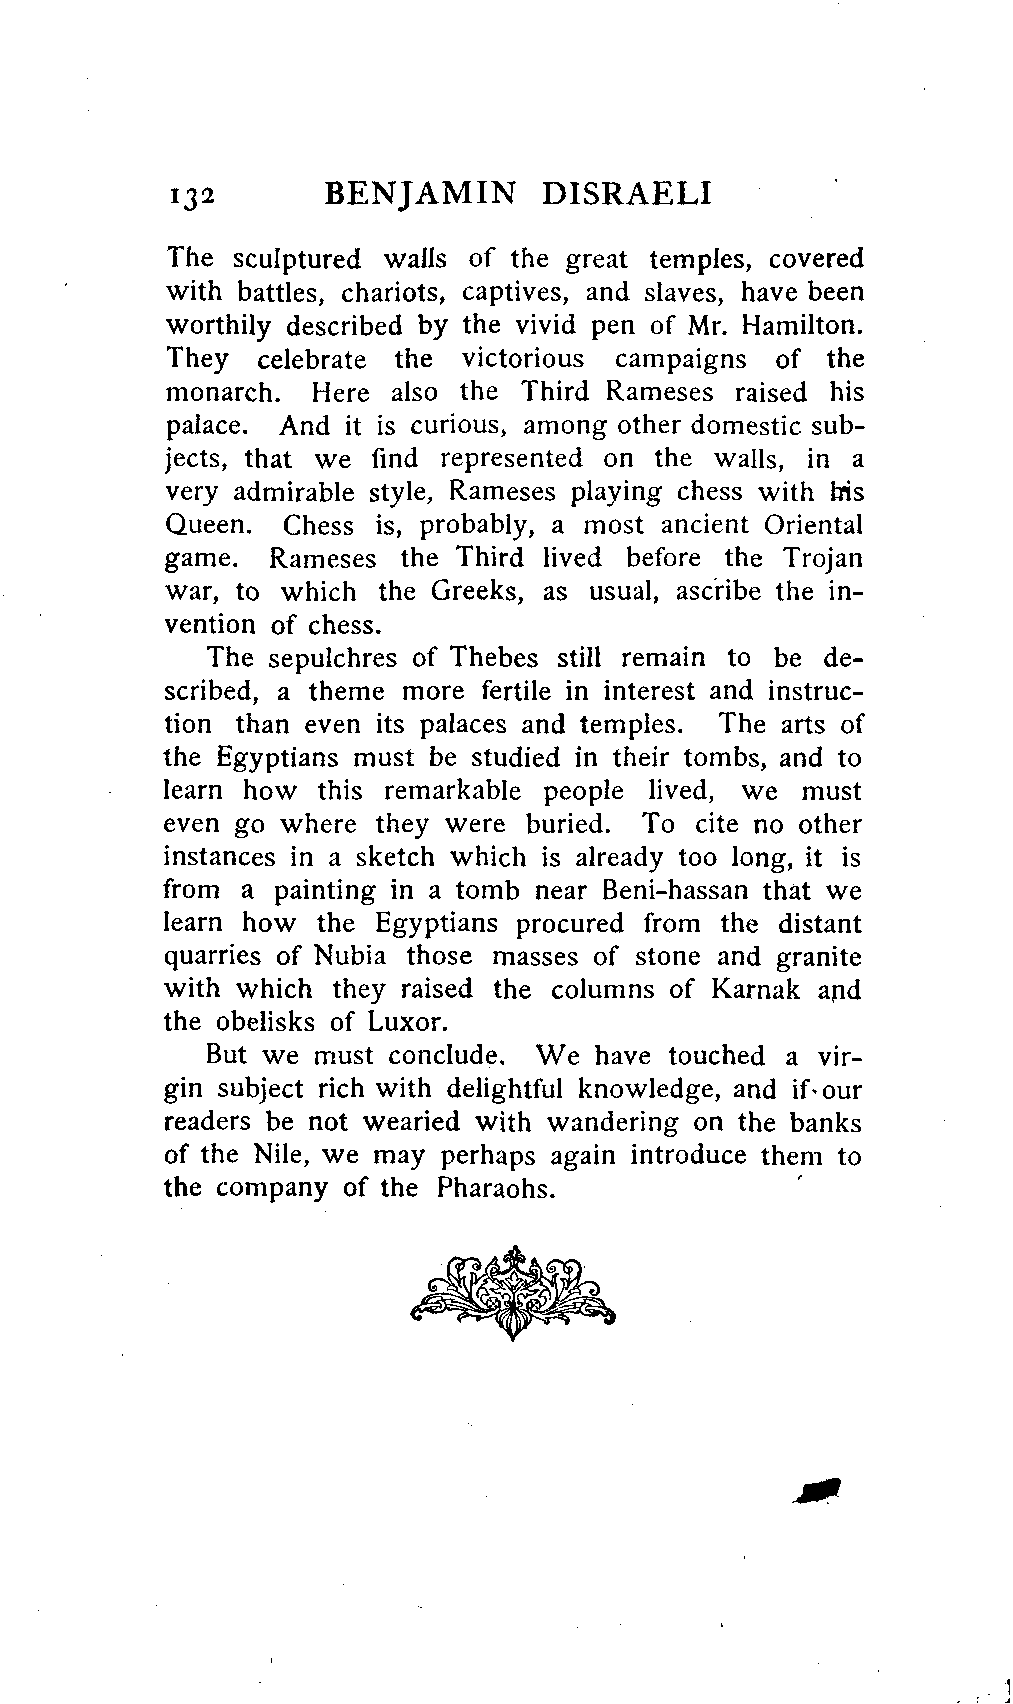 132 BENJAMIN DISRAELI
The sculptured walls of the great temples, covered
with battles, chariots, captives, and slaves, have been
worthily described by the vivid pen of Mr. Hamilton.
They celebrate the victorious campaigns of the
monarch. Here also the Third Rameses raised his
palace. And it is curious, among other domestic sub-
jects, that we find represented on the walls, in a
very admirable style, Rameses playing chess with his
Queen. Chess is, probably, a most ancient Oriental
game. Rameses the Third lived before the Trojan
war, to which the Greeks, as usual, ascribe the in-
vention of chess.
The sepulchres of Thebes still remain to be de-
scribed, a theme more fertile in interest and instruc-
tion than even its palaces and temples. The arts of
the Egyptians must be studied in their tombs, and to
learn how this remarkable people lived, we must
even go where they were buried. To cite no other
instances in a sketch which is already too long, it is
from a painting in a tomb near Beni-hassan that we
learn how the Egyptians procured from the distant
quarries of Nubia those masses of stone and granite
with which they raised the columns of Karnak and
the obelisks of Luxor.
But we must conclude. We have touched a vir-
gin subject rich with delightful knowledge, and if our
readers be not wearied with wandering on the banks
of the Nile, we may perhaps again introduce them to
the company of the Pharaohs.